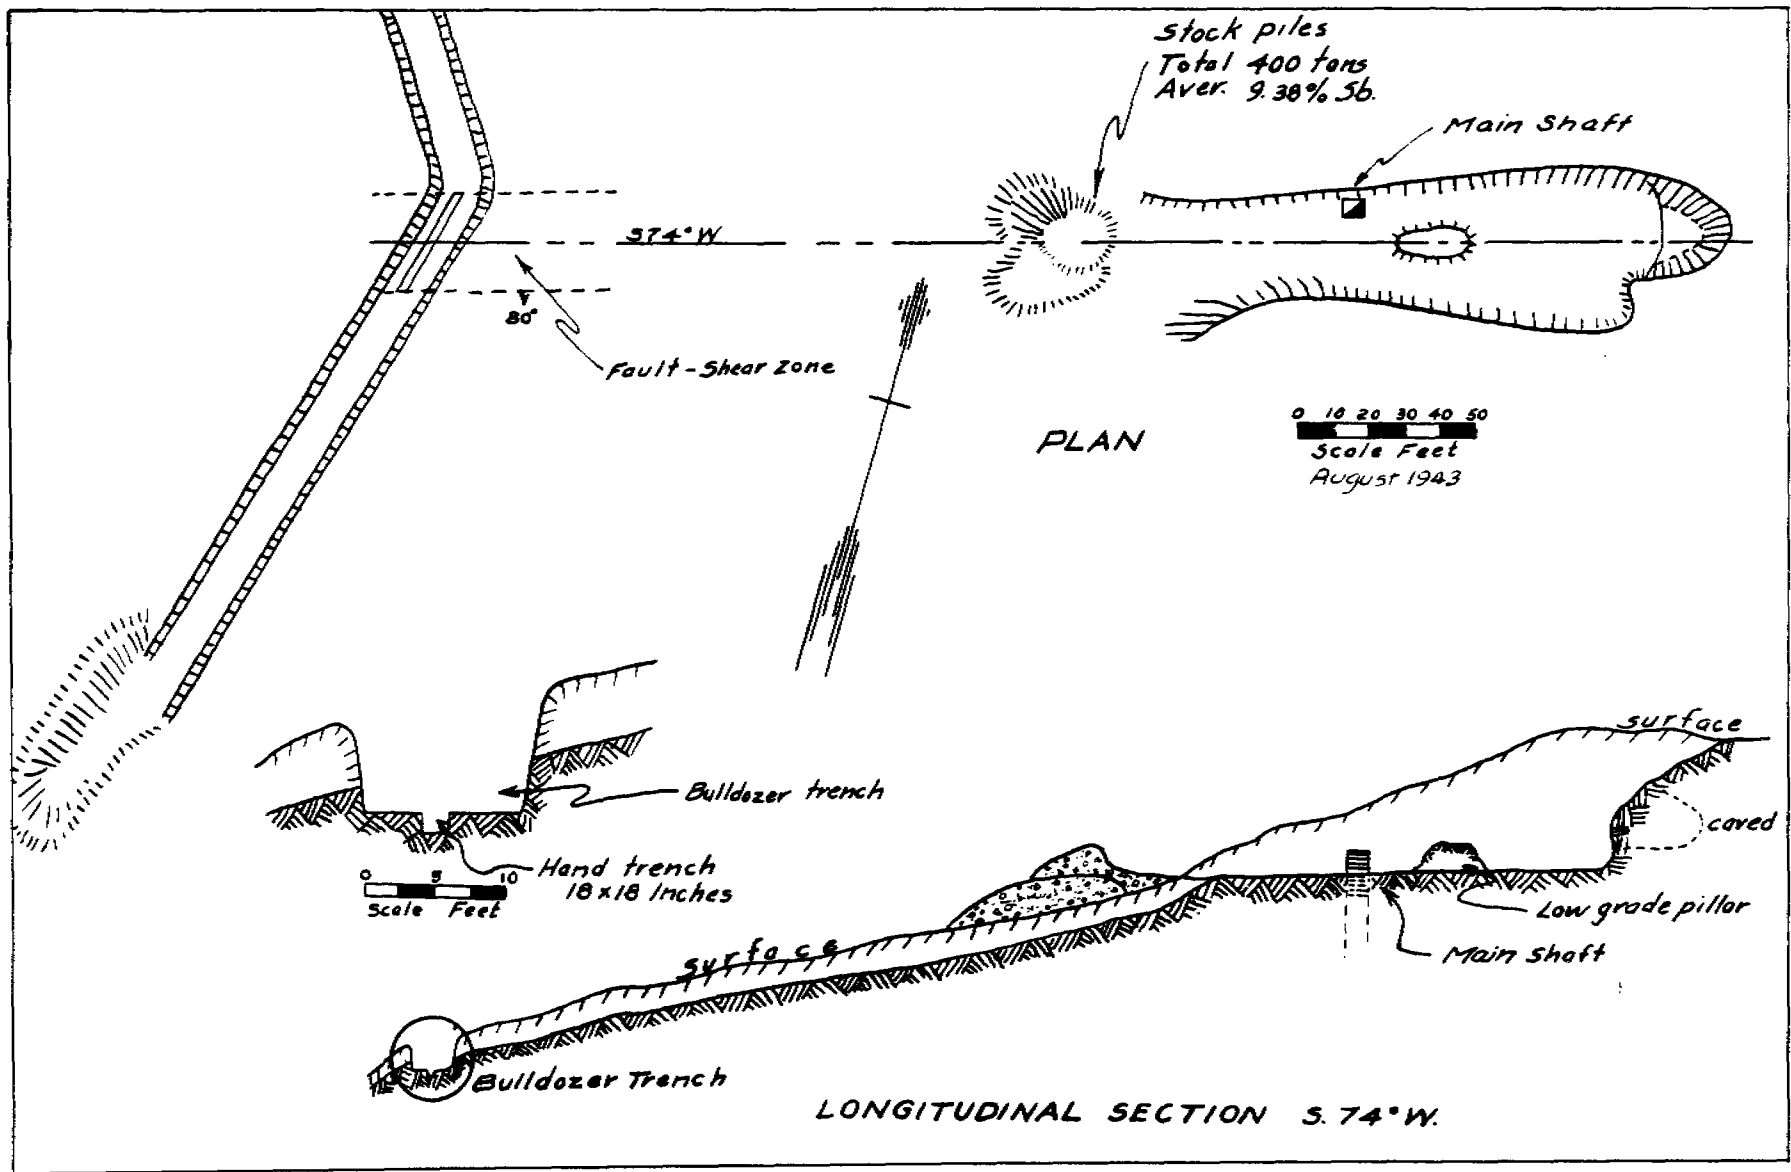 Stock piles
Total 400 tons
Aver. 9.38% Sb.
Main Shaft
S74°W
80°
Fault-Shear Zone
PLAN
0 10 20 30 40 50
Scale Feet
August 1943
surface
Bulldozer trench
caved
Hand trench
18x18 Inches
0 5 10
Scale Feet
Low grade pillar
Main Shaft
surface
Bulldozer Trench
LONGITUDINAL SECTION S. 74° W.